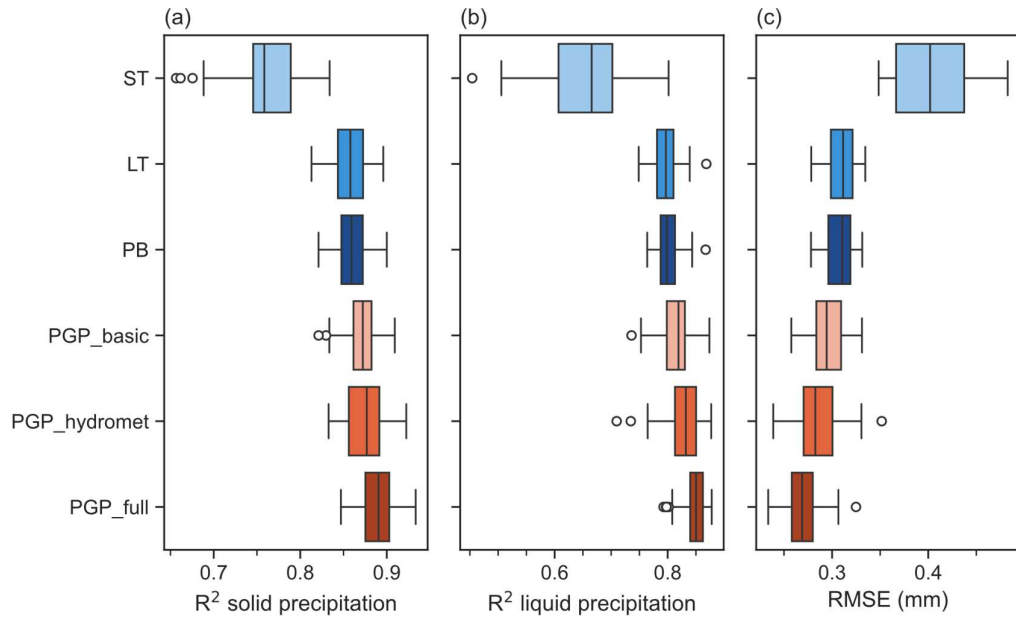 (a)
(b)
(c)
ST
LT
PB
PGP_basic
PGP_hydromet
PGP_full
0.7 0.8 0.9
0.6 0.8
0.3 0.4
R² solid precipitation
R² liquid precipitation
RMSE (mm)